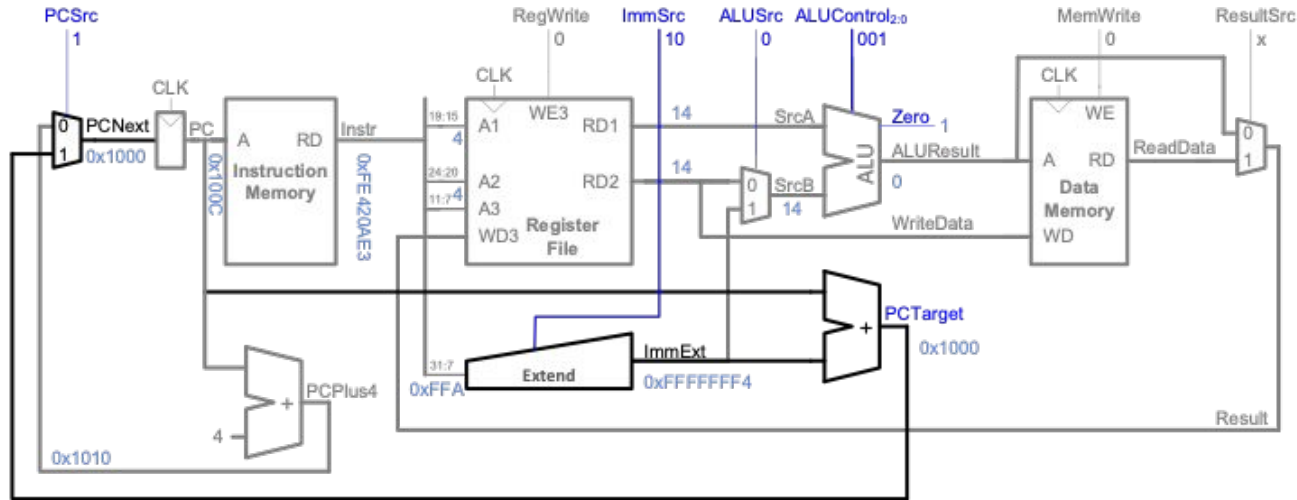 PCSrc
1
RegWrite
0
ImmSrc
10
ALUSrc
0
ALUControl2:0
001
MemWrite
0
ResultSrc
x
CLK
0
1
PCNext
0x1000
PC
0x100C
A
RD
Instruction
Memory
Instr
0xFE420AE3
CLK
19:15
4
A1
WE3
RD1
24:20
4
A2
RD2
11:7
A3
WD3
Register
File
14
SrcA
14
0
1
SrcB
14
ALU
Zero
1
ALUResult
0
WriteData
CLK
WE
A
RD
Data
Memory
WD
ReadData
0
1
PCTarget
0x1000
+
31:7
0xFFA
Extend
ImmExt
0xFFFFFFF4
PCPlus4
+
4
0x1010
Result